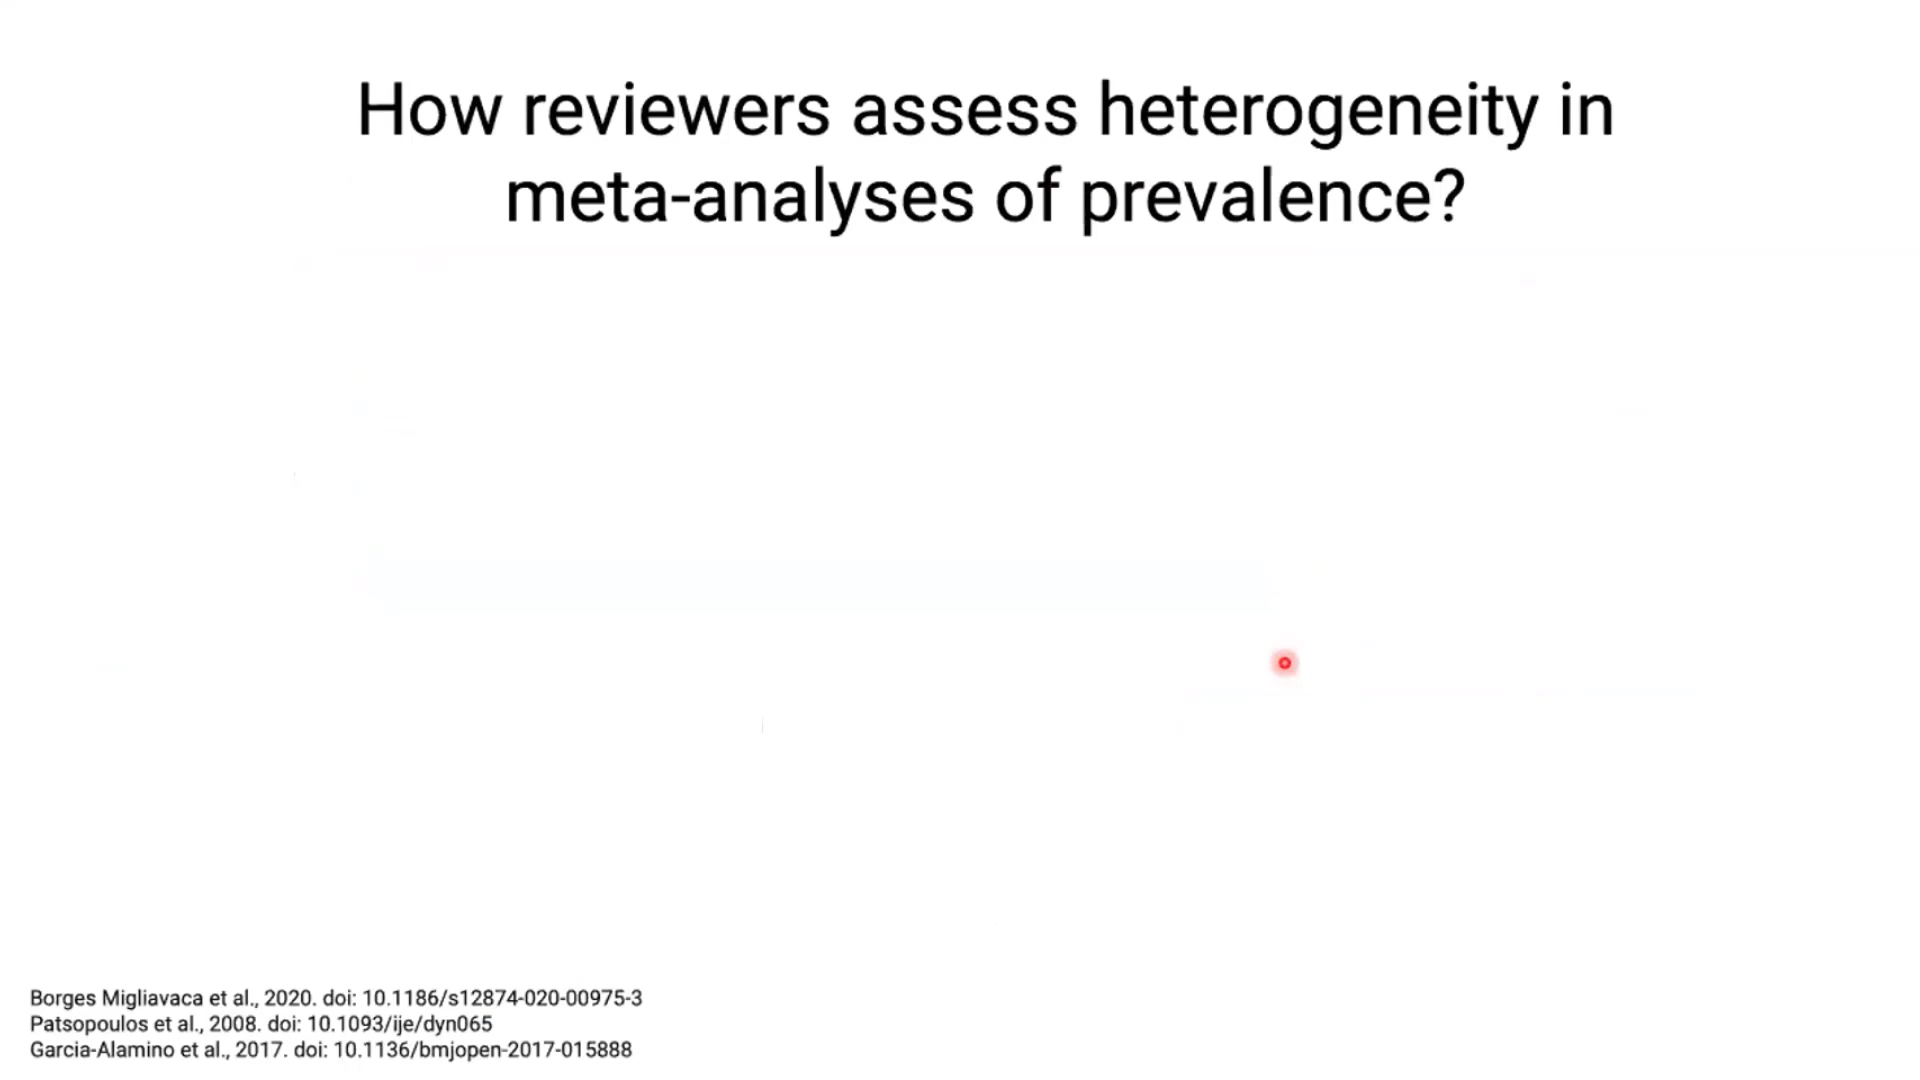 How reviewers assess heterogeneity in
meta-analyses of prevalence?
Borges Migliavaca et al., 2020. doi: 10.1186/s12874-020-00975-3
Patsopoulos et al., 2008. doi: 10.1093/ije/dyn065
Garcia-Alamino et al., 2017. doi: 10.1136/bmjopen-2017-015888